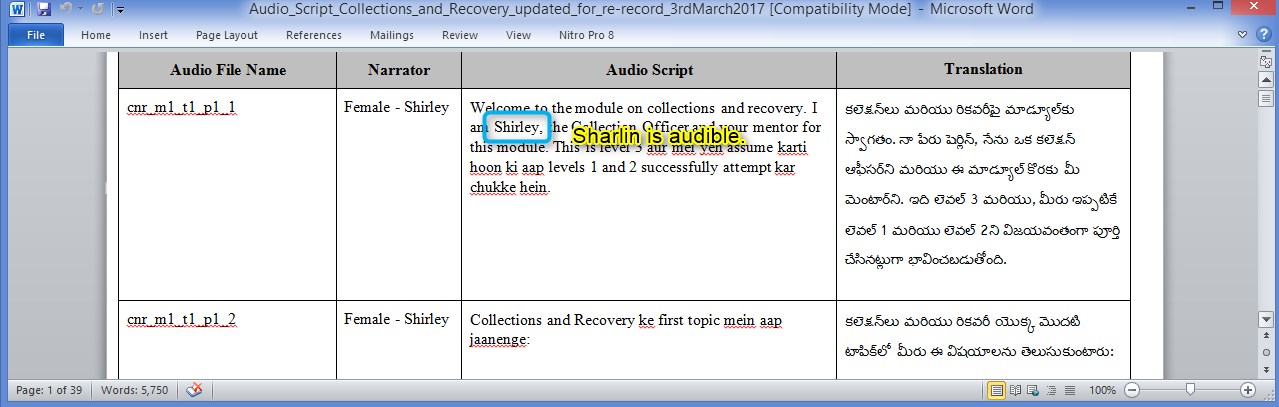 Audio_Script_Collections_and_Recovery_updated_for_re-record_3rdMarch2017 [Compatibility Mode] - Microsoft Word
File Home Insert Page Layout References Mailings Review View Nitro Pro 8
Audio File Name Narrator Audio Script Translation
cnr_m1_t1_p1_1
Female - Shirley
Welcome to the module on collections and recovery. I
am Shirley, the Collection Officer and your mentor for
this module. This is level 3 aur mei yeh assume karti
hoon ki aap levels 1 and 2 successfully attempt kar
chukke hein.
Sharlin is audible.
కలెక్షన్‌లు మరియు రికవరీపై మాడ్యూల్‌కు
స్వాగతం. నా పేరు షెర్లిన్, నేను ఒక కలెక్షన్
ఆఫీసర్‌ని మరియు ఈ మాడ్యూల్ కొరకు మీ
మెంటార్‌ని. ఇది లెవల్ 3 మరియు, మీరు ఇప్పటికే
లెవల్ 1 మరియు లెవల్ 2ని విజయవంతంగా పూర్తి
చేసినట్లుగా భావించబడుతోంది.
cnr_m1_t1_p1_2
Female - Shirley
Collections and Recovery ke first topic mein aap
jaanenge:
కలెక్షన్‌లు మరియు రికవరీ యొక్క మొదటి
టాపిక్‌లో మీరు ఈ విషయాలను తెలుసుకుంటారు:
Page: 1 of 39 Words: 5,750 100%